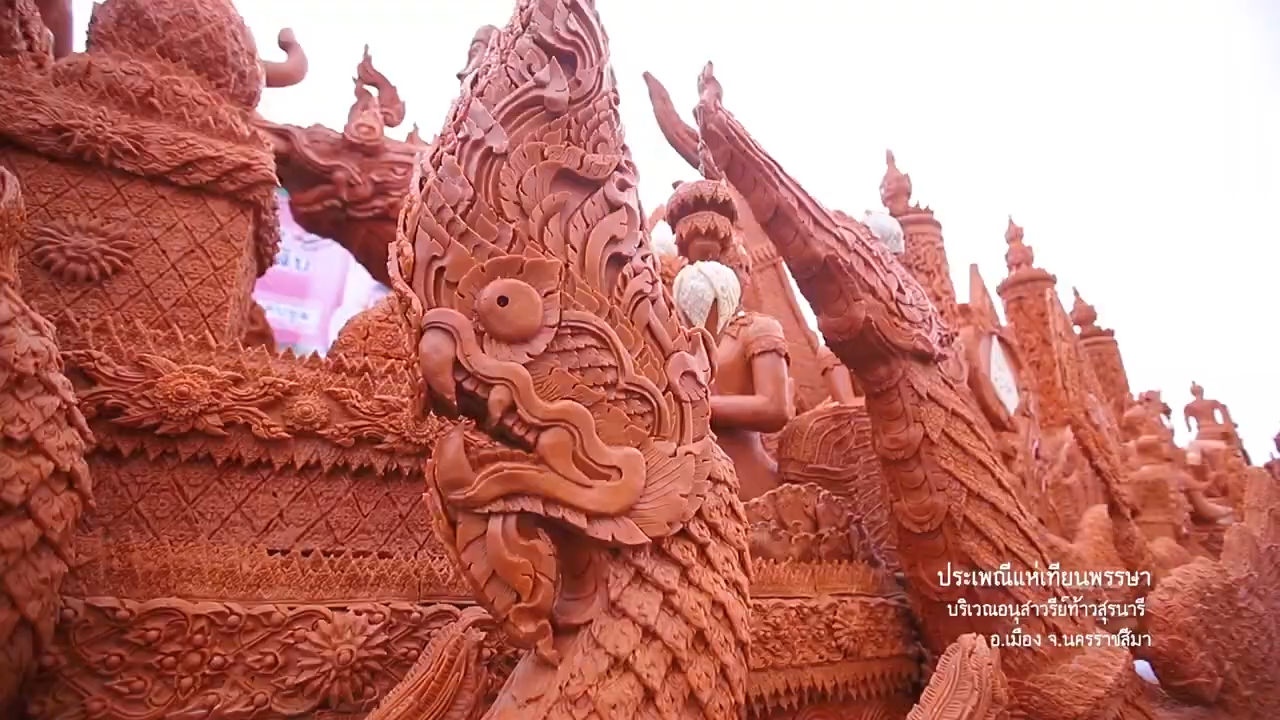 ประเพณีแห่เทียนพรรษา
บริเวณอนุสาวรีย์ท้าวสุรนารี
อ.เมือง จ.นครราชสีมา